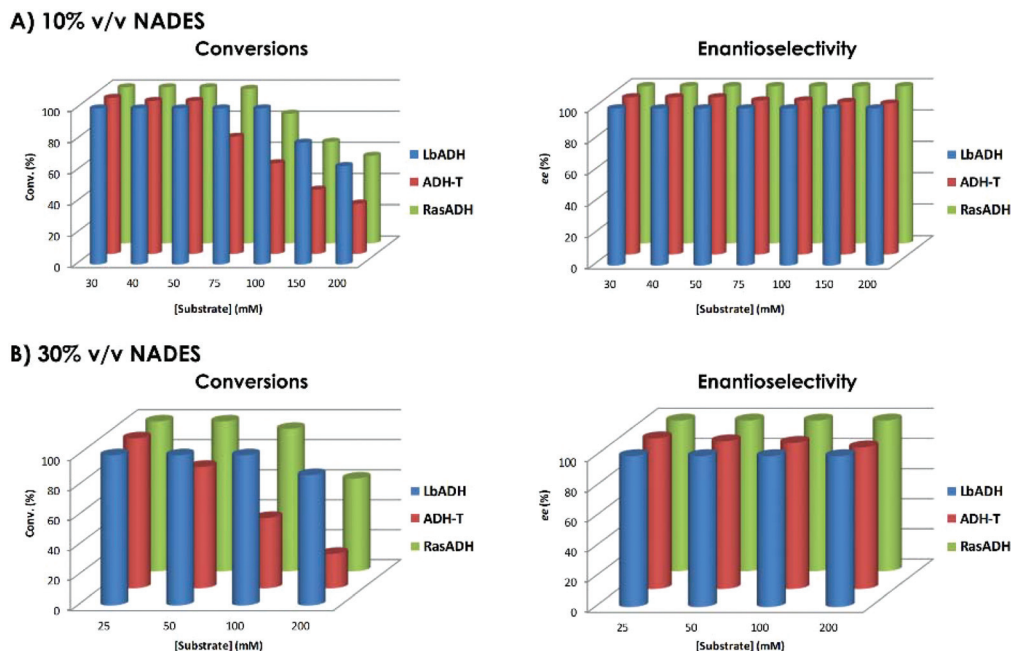 A) 10% v/v NADES
Conversions
Enantioselectivity
100
80
60
40
20
0
Conv. (%)
30 40 50 75 100 150 200
[Substrate] (mM)
LbADH
ADH-T
RasADH
100
80
60
40
20
0
ee (%)
30 40 50 75 100 150 200
[Substrate] (mM)
LbADH
ADH-T
RasADH
B) 30% v/v NADES
Conversions
Enantioselectivity
100
80
60
40
20
0
Conv. (%)
25 50 100 200
[Substrate] (mM)
LbADH
ADH-T
RasADH
100
80
60
40
20
0
ee (%)
25 50 100 200
[Substrate] (mM)
LbADH
ADH-T
RasADH